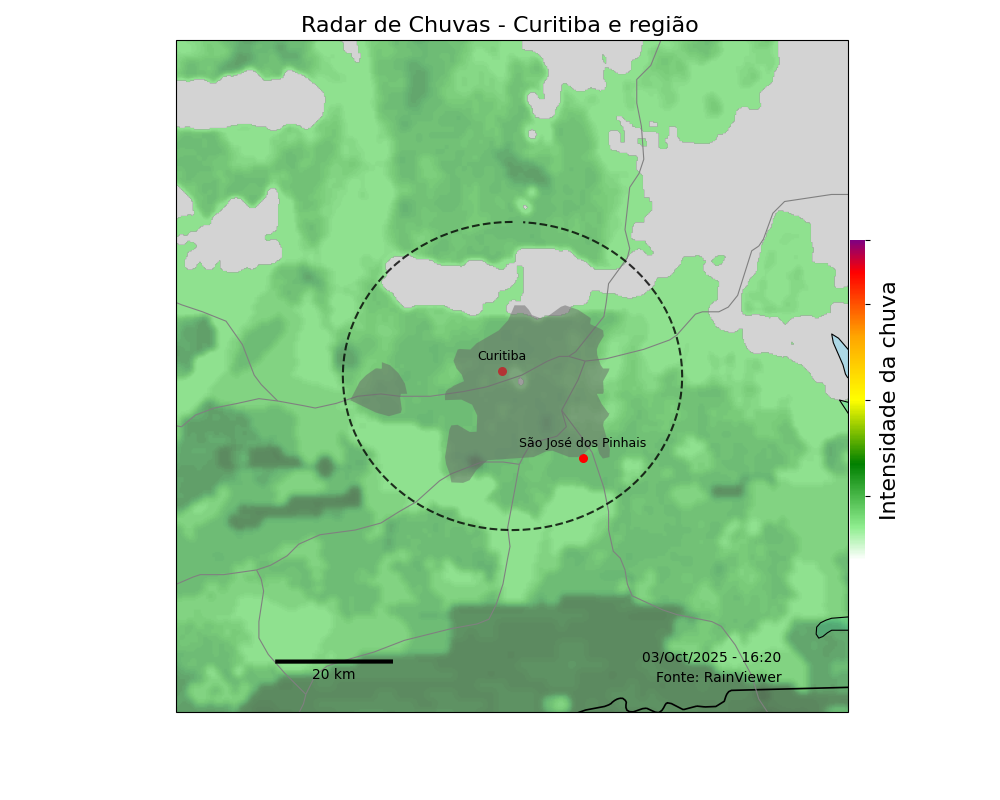 Radar de Chuvas - Curitiba e região
Curitiba
São José dos Pinhais
Intensidade da chuva
20 km
03/Oct/2025 - 16:20
Fonte: RainViewer